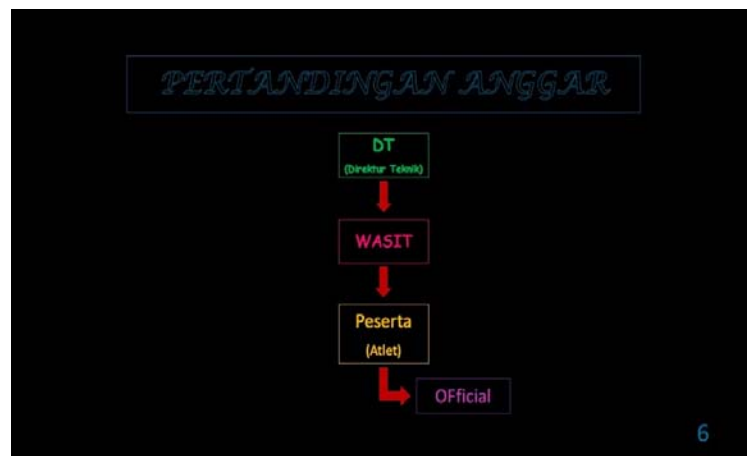 PERTANDINGAN ANGGAR
DT
(Direktur Teknik)
WASIT
Peserta
(Atlet)
OFficial
6